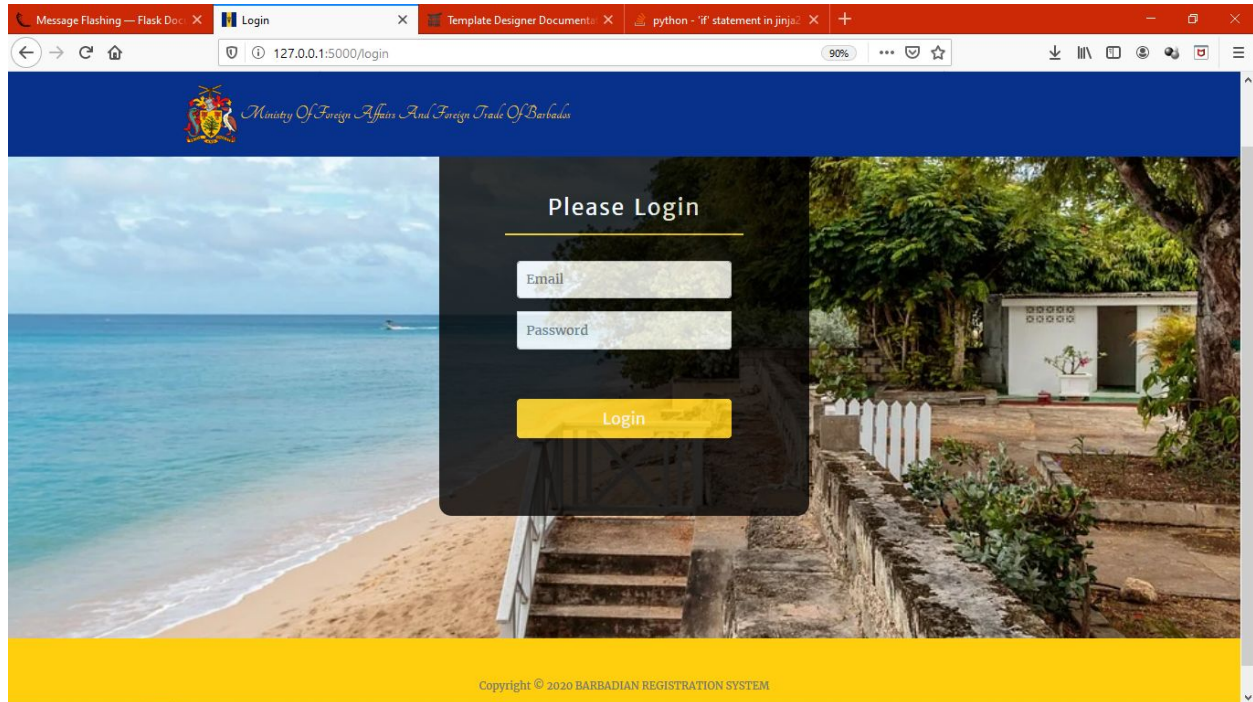 Message Flashing — Flask Doc
Login
Template Designer Documenta
python - 'if' statement in jinja2
127.0.0.1:5000/login
90%
Ministry Of Foreign Affairs And Foreign Trade Of Barbados
Please Login
Email
Password
Login
Copyright © 2020 BARBADIAN REGISTRATION SYSTEM